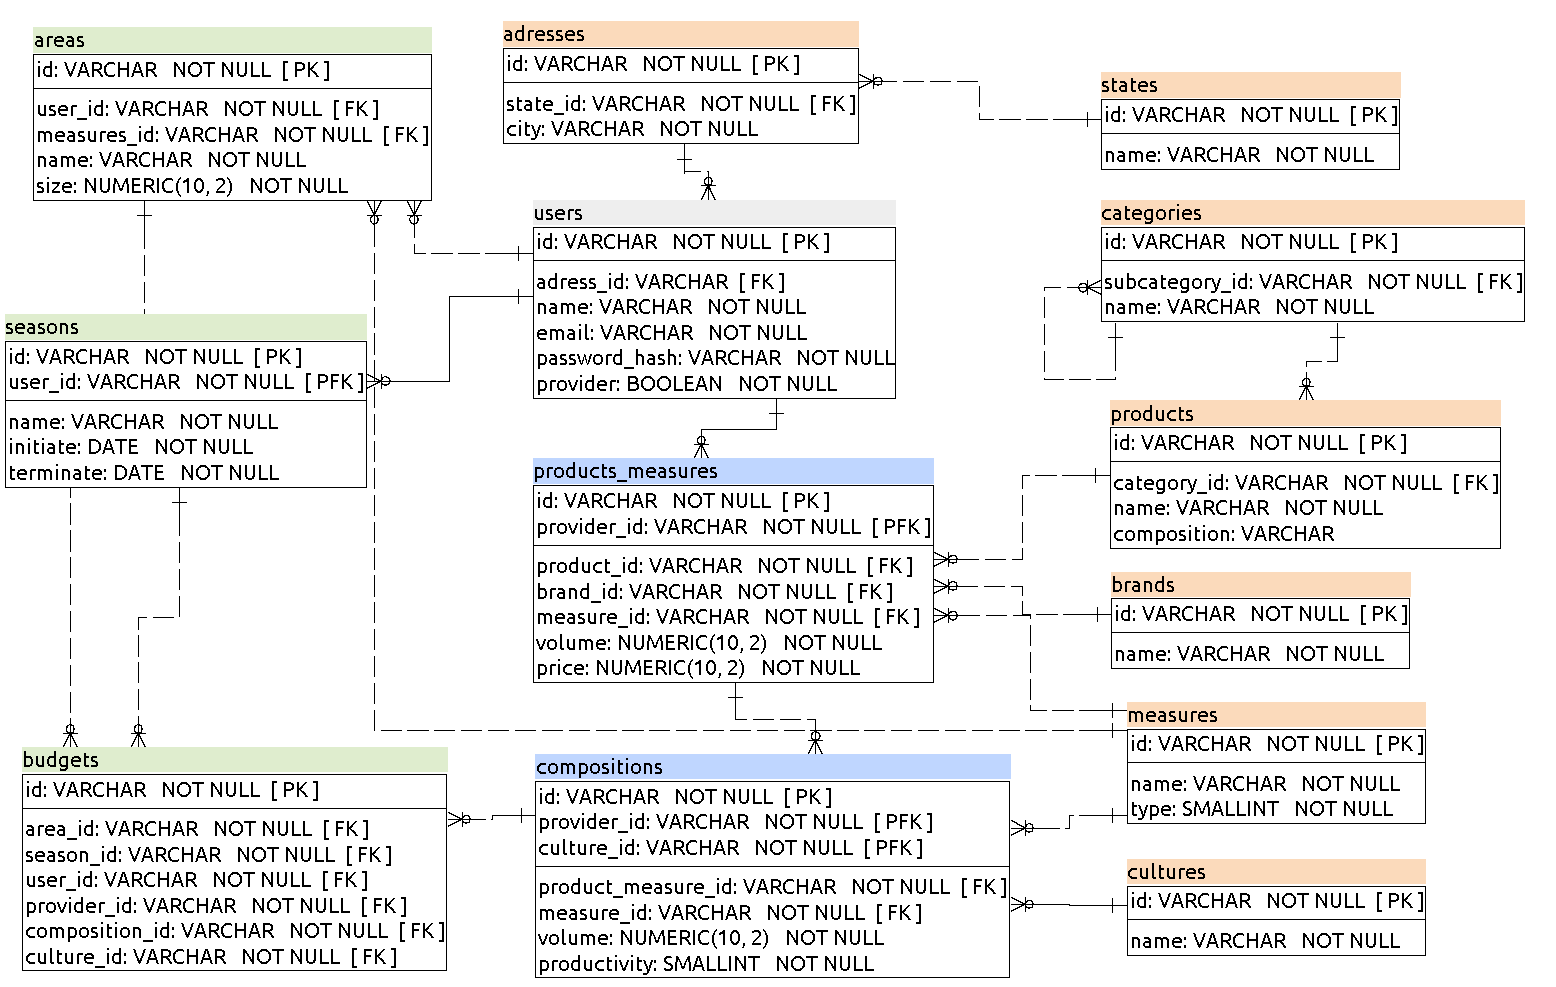 areas
id: VARCHAR NOT NULL [ PK ]
user_id: VARCHAR NOT NULL [ FK ]
measures_id: VARCHAR NOT NULL [ FK ]
name: VARCHAR NOT NULL
size: NUMERIC(10, 2) NOT NULL
adresses
id: VARCHAR NOT NULL [ PK ]
state_id: VARCHAR NOT NULL [ FK ]
city: VARCHAR NOT NULL
states
id: VARCHAR NOT NULL [ PK ]
name: VARCHAR NOT NULL
users
id: VARCHAR NOT NULL [ PK ]
adress_id: VARCHAR [ FK ]
name: VARCHAR NOT NULL
email: VARCHAR NOT NULL
password_hash: VARCHAR NOT NULL
provider: BOOLEAN NOT NULL
categories
id: VARCHAR NOT NULL [ PK ]
subcategory_id: VARCHAR NOT NULL [ FK ]
name: VARCHAR NOT NULL
seasons
id: VARCHAR NOT NULL [ PK ]
user_id: VARCHAR NOT NULL [ PFK ]
name: VARCHAR NOT NULL
initiate: DATE NOT NULL
terminate: DATE NOT NULL
products
id: VARCHAR NOT NULL [ PK ]
category_id: VARCHAR NOT NULL [ FK ]
name: VARCHAR NOT NULL
composition: VARCHAR
products_measures
id: VARCHAR NOT NULL [ PK ]
provider_id: VARCHAR NOT NULL [ PFK ]
product_id: VARCHAR NOT NULL [ FK ]
brand_id: VARCHAR NOT NULL [ FK ]
measure_id: VARCHAR NOT NULL [ FK ]
volume: NUMERIC(10, 2) NOT NULL
price: NUMERIC(10, 2) NOT NULL
brands
id: VARCHAR NOT NULL [ PK ]
name: VARCHAR NOT NULL
measures
id: VARCHAR NOT NULL [ PK ]
name: VARCHAR NOT NULL
type: SMALLINT NOT NULL
budgets
id: VARCHAR NOT NULL [ PK ]
area_id: VARCHAR NOT NULL [ FK ]
season_id: VARCHAR NOT NULL [ FK ]
user_id: VARCHAR NOT NULL [ FK ]
provider_id: VARCHAR NOT NULL [ FK ]
composition_id: VARCHAR NOT NULL [ FK ]
culture_id: VARCHAR NOT NULL [ FK ]
compositions
id: VARCHAR NOT NULL [ PK ]
provider_id: VARCHAR NOT NULL [ PFK ]
culture_id: VARCHAR NOT NULL [ PFK ]
product_measure_id: VARCHAR NOT NULL [ FK ]
measure_id: VARCHAR NOT NULL [ FK ]
volume: NUMERIC(10, 2) NOT NULL
productivity: SMALLINT NOT NULL
cultures
id: VARCHAR NOT NULL [ PK ]
name: VARCHAR NOT NULL